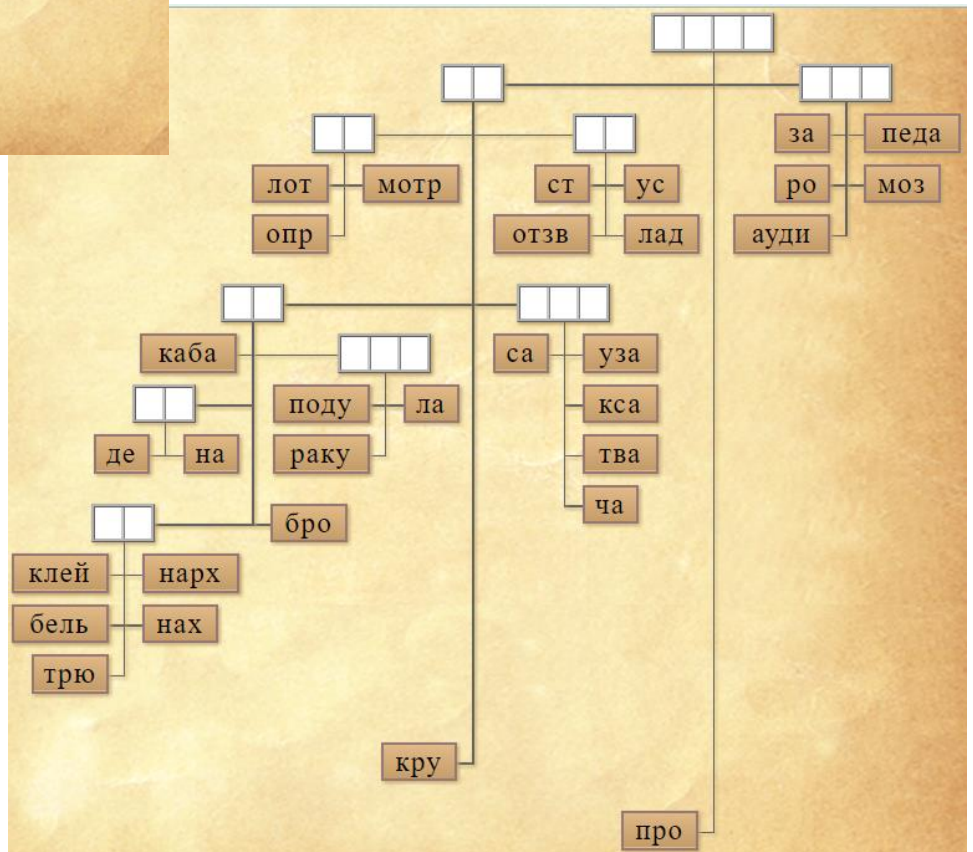 за педа
лот мотр ст ус ро моз
опр отзв лад ауди
каба са уза
поду ла кса
де на раку тва
бро ча
клей нарх
бель нах
трю
кру
про